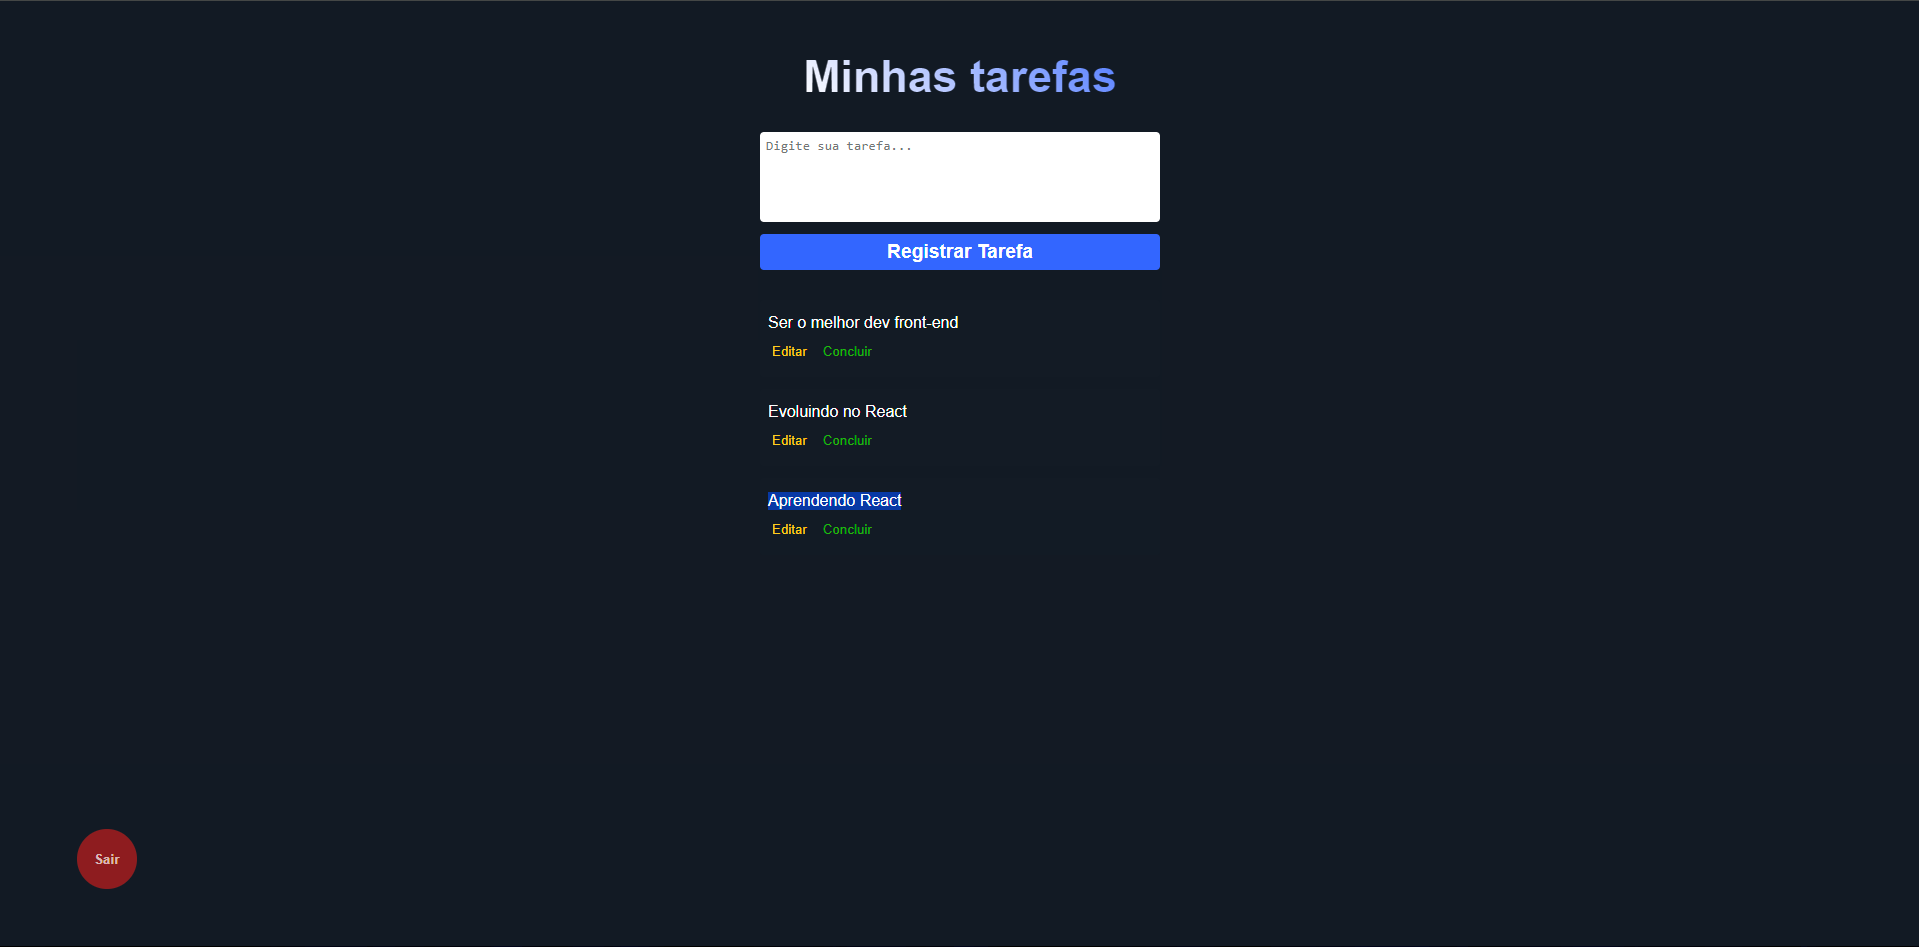 Minhas tarefas
Digite sua tarefa...
Registrar Tarefa
Ser o melhor dev front-end
Editar Concluir
Evoluindo no React
Editar Concluir
Aprendendo React
Editar Concluir
Sair